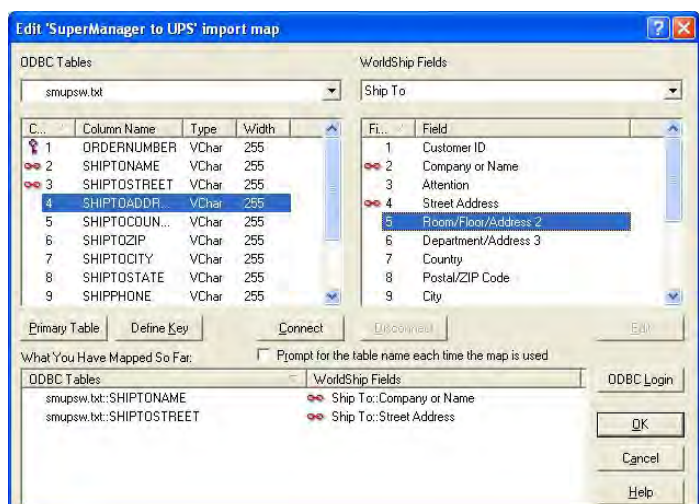 Edit 'SuperManager to UPS' import map
ODBC Tables
WorldShip Fields
smupsw.txt
Ship To
C... Column Name Type Width
1 ORDERNUMBER VChar 255
2 SHIPTONAME VChar 255
3 SHIPTOSTREET VChar 255
4 SHIPTOADDR... VChar 255
5 SHIPTOCOUN... VChar 255
6 SHIPTOZIP VChar 255
7 SHIPTOCITY VChar 255
8 SHIPTOSTATE VChar 255
9 SHIPPHONE VChar 255
Fi... Field
1 Customer ID
2 Company or Name
3 Attention
4 Street Address
5 Room/Floor/Address 2
6 Department/Address 3
7 Country
8 Postal/ZIP Code
9 City
Primary Table Define Key Connect Disconnect Edit
What You Have Mapped So Far: Prompt for the table name each time the map is used
ODBC Tables WorldShip Fields
smupsw.txt::SHIPTONAME Ship To::Company or Name
smupsw.txt::SHIPTOSTREET Ship To::Street Address
ODBC Login
OK
Cancel
Help